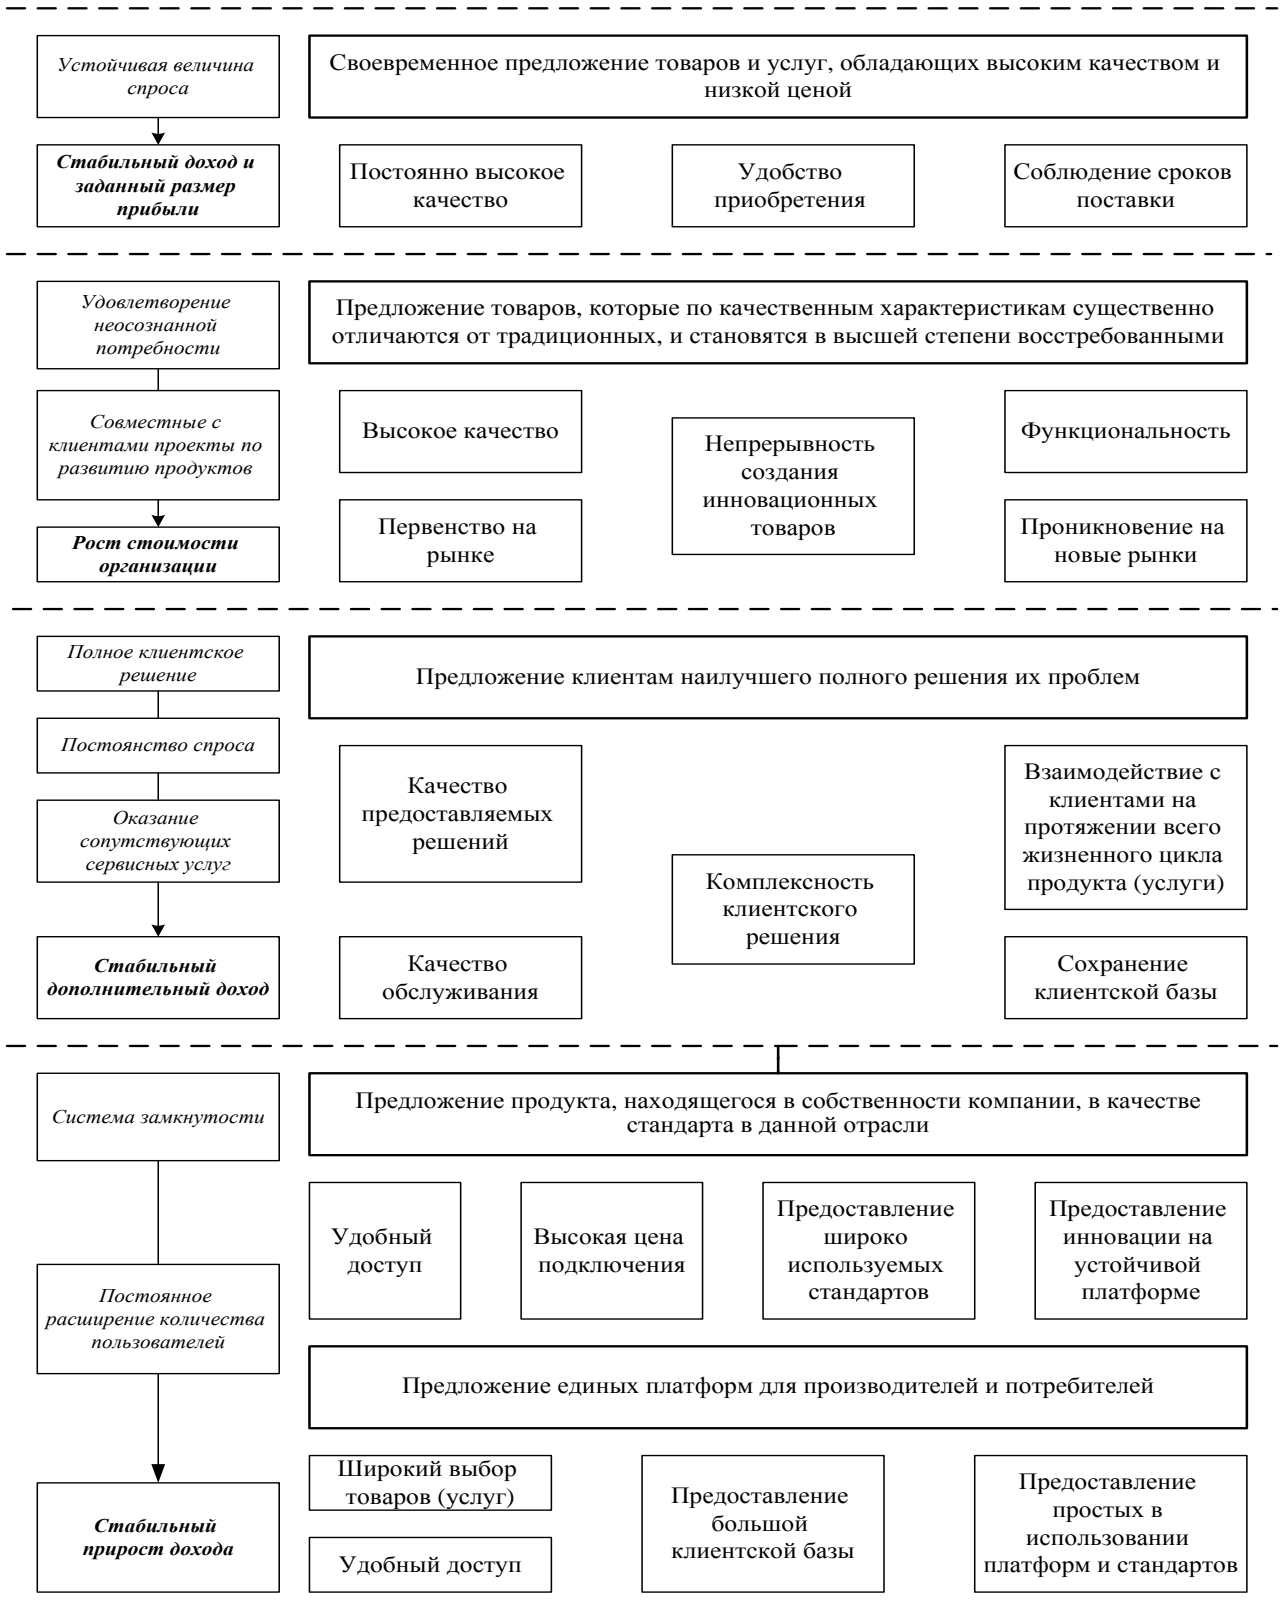 Устойчивая величина
спроса
Своевременное предложение товаров и услуг, обладающих высоким качеством и
низкой ценой
Стабильный доход и
заданный размер
прибыли
Постоянно высокое
качество
Удобство
приобретения
Соблюдение сроков
поставки
Удовлетворение
неосознанной
потребности
Предложение товаров, которые по качественным характеристикам существенно
отличаются от традиционных, и становятся в высшей степени восстребованными
Совместные с
клиентами проекты по
развитию продуктов
Высокое качество
Непрерывность
создания
инновационных
товаров
Функциональность
Рост стоимости
организации
Первенство на
рынке
Проникновение на
новые рынки
Полное клиентское
решение
Предложение клиентам наилучшего полного решения их проблем
Постоянство спроса
Оказание
сопутствующих
сервисных услуг
Качество
предоставляемых
решений
Комплексность
клиентского
решения
Взаимодействие с
клиентами на
протяжении всего
жизненного цикла
продукта (услуги)
Стабильный
дополнительный доход
Качество
обслуживания
Сохранение
клиентской базы
Система замкнутости
Предложение продукта, находящегося в собственности компании, в качестве
стандарта в данной отрасли
Удобный
доступ
Высокая цена
подключения
Предоставление
широко
используемых
стандартов
Предоставление
инновации на
устойчивой
платформе
Постоянное
расширение количества
пользователей
Предложение единых платформ для производителей и потребителей
Стабильный
прирост дохода
Широкий выбор
товаров (услуг)
Удобный доступ
Предоставление
большой
клиентской базы
Предоставление
простых в
использовании
платформ и стандартов